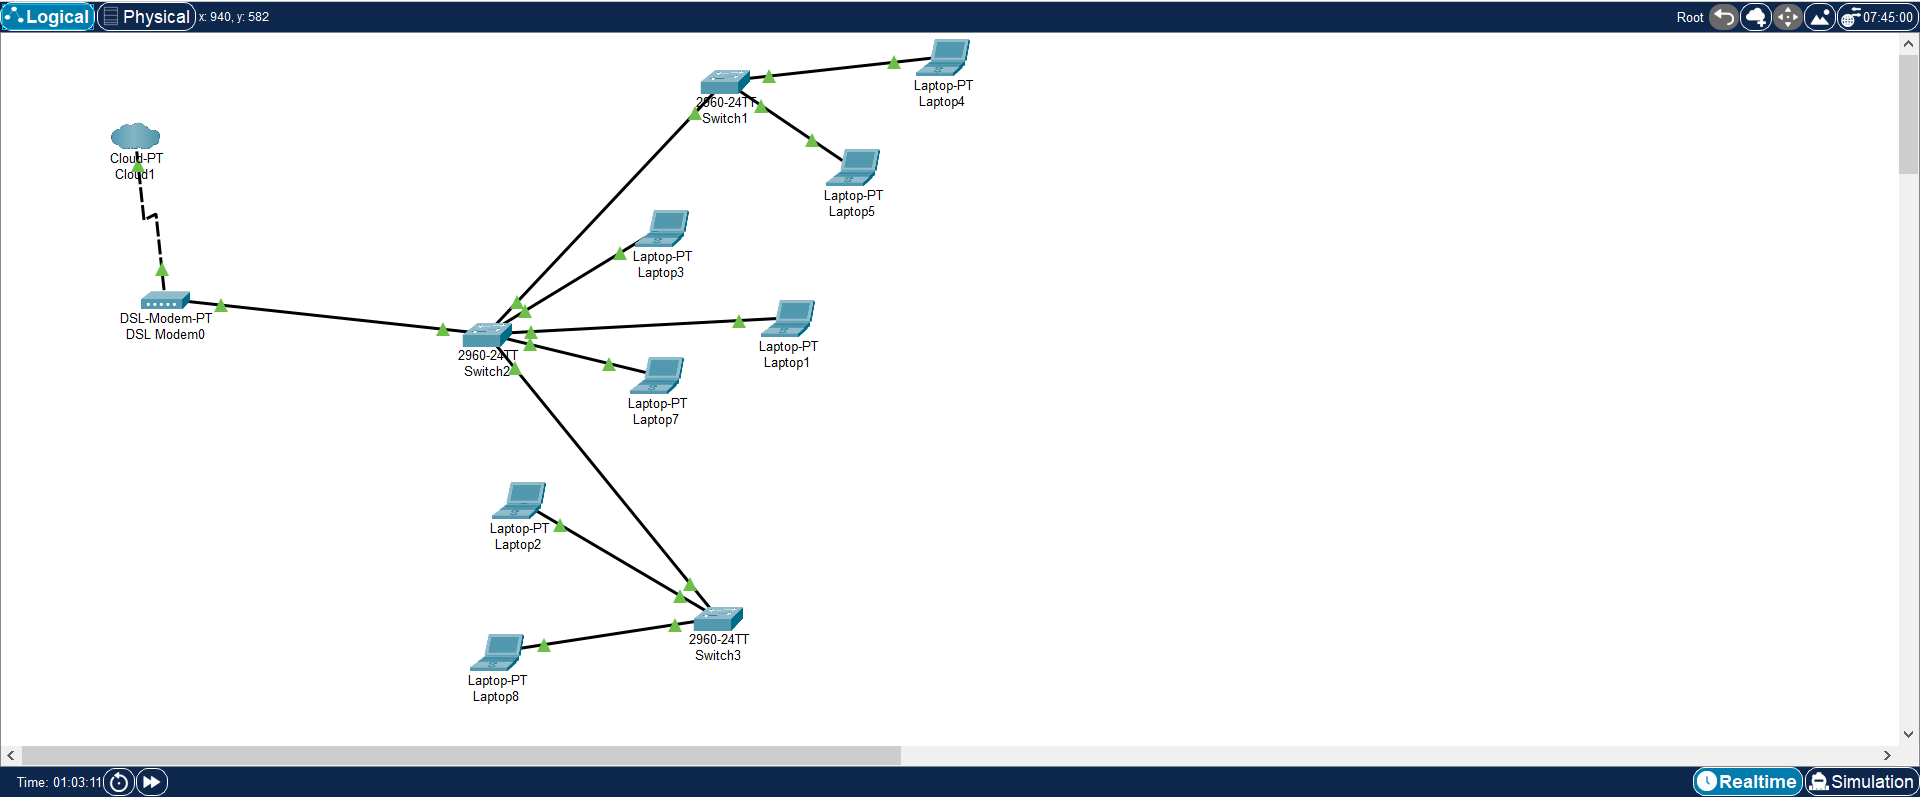 Logical Physical x: 940, y: 582 Root 07:45:00
Laptop-PT
Laptop4
2960-24TT
Switch1
Cloud-PT
Cloud1
Laptop-PT
Laptop5
Laptop-PT
Laptop3
DSL-Modem-PT
DSL Modem0
2960-24TT
Switch2
Laptop-PT
Laptop1
Laptop-PT
Laptop7
Laptop-PT
Laptop2
2960-24TT
Switch3
Laptop-PT
Laptop8
Time: 01:03:11 Realtime Simulation